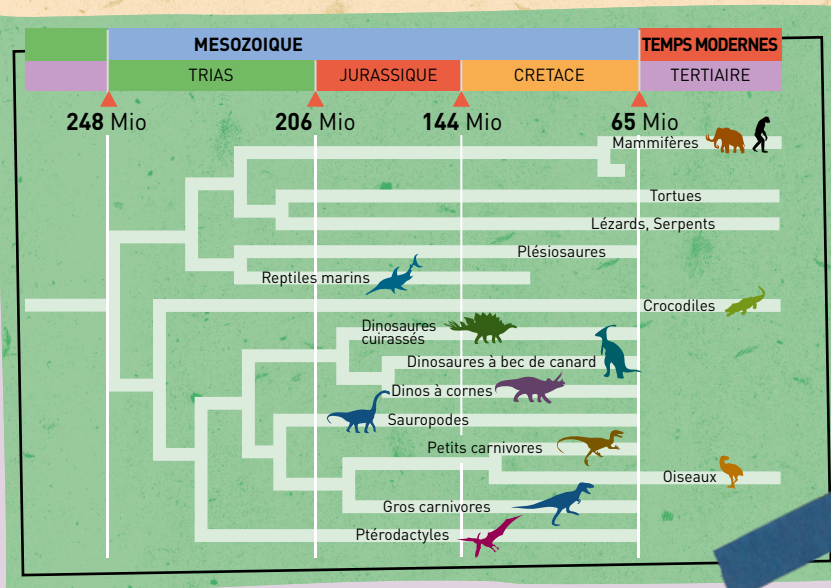 MESOZOIQUE
TEMPS MODERNES
TRIAS
JURASSIQUE
CRETACE
TERTIAIRE
248 Mio
206 Mio
144 Mio
65 Mio
Mammifères
Tortues
Lézards, Serpents
Plésiosaures
Reptiles marins
Crocodiles
Dinosaures
cuirassés
Dinosaures à bec de canard
Dinos à cornes
Sauropodes
Petits carnivores
Oiseaux
Gros carnivores
Ptérodactyles